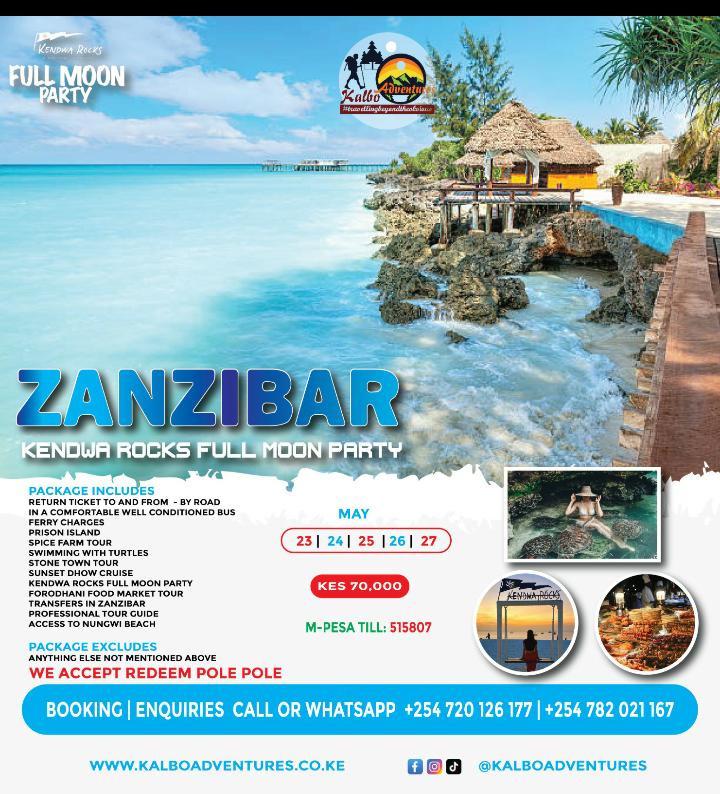 KENDWA ROCKS
FULL MOON
PARTY
Kalbo Adventures
#travellingbeyondthecolours
ZANZIBAR
KENDWA ROCKS FULL MOON PARTY
PACKAGE INCLUDES
RETURN TICKET TO AND FROM - BY ROAD
IN A COMFORTABLE WELL CONDITIONED BUS
FERRY CHARGES
PRISON ISLAND
SPICE FARM TOUR
SWIMMING WITH TURTLES
STONE TOWN TOUR
SUNSET DHOW CRUISE
KENDWA ROCKS FULL MOON PARTY
FORODHANI FOOD MARKET TOUR
TRANSFERS IN ZANZIBAR
PROFESSIONAL TOUR GUIDE
ACCESS TO NUNGWI BEACH
PACKAGE EXCLUDES
ANYTHING ELSE NOT MENTIONED ABOVE
WE ACCEPT REDEEM POLE POLE
MAY
23 | 24 | 25 | 26 | 27
KES 70,000
M-PESA TILL: 515807
KENDWA ROCKS
BOOKING | ENQUIRIES CALL OR WHATSAPP +254 720 126 177 | +254 782 021 167
WWW.KALBOADVENTURES.CO.KE
@KALBOADVENTURES